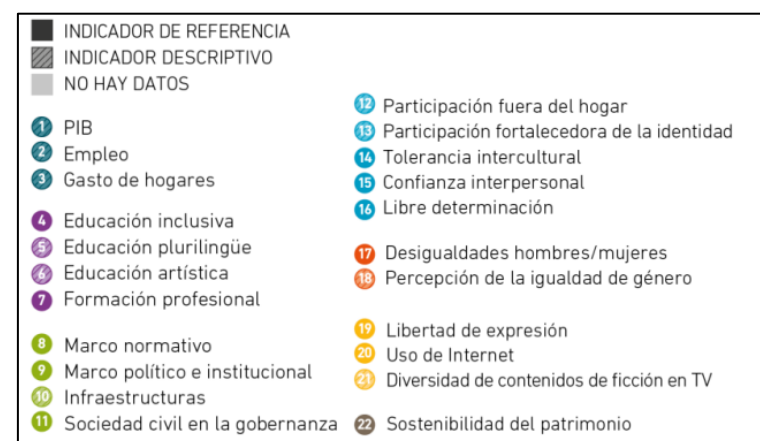 INDICADOR DE REFERENCIA
INDICADOR DESCRIPTIVO
NO HAY DATOS
1 PIB
2 Empleo
3 Gasto de hogares
4 Educación inclusiva
5 Educación plurilingüe
6 Educación artística
7 Formación profesional
8 Marco normativo
9 Marco político e institucional
10 Infraestructuras
11 Sociedad civil en la gobernanza
12 Participación fuera del hogar
13 Participación fortalecedora de la identidad
14 Tolerancia intercultural
15 Confianza interpersonal
16 Libre determinación
17 Desigualdades hombres/mujeres
18 Percepción de la igualdad de género
19 Libertad de expresión
20 Uso de Internet
21 Diversidad de contenidos de ficción en TV
22 Sostenibilidad del patrimonio